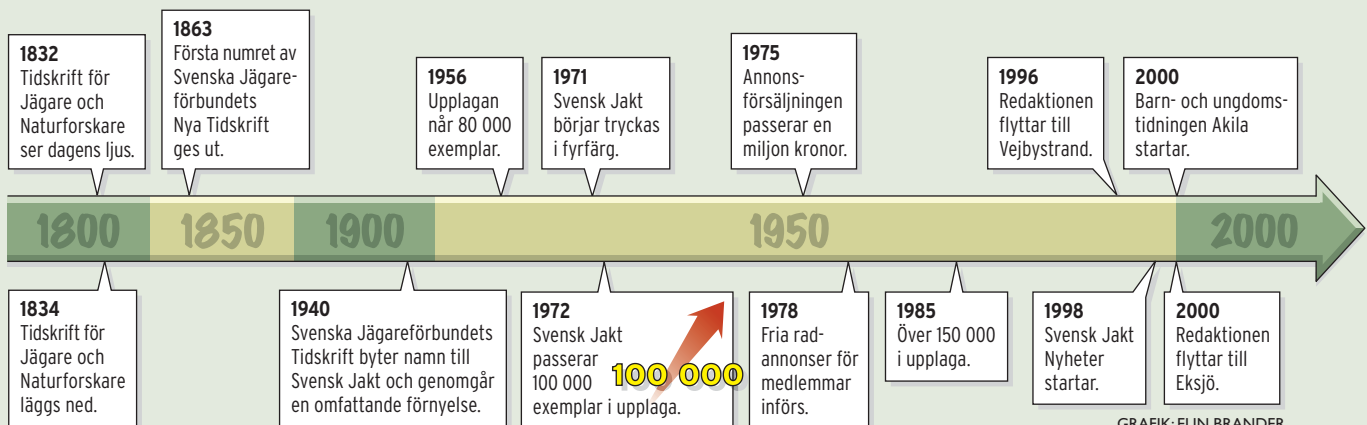 1832
Tidskrift för
Jägare och
Naturforskare
ser dagens ljus.
1863
Första numret av
Svenska Jägare-
förbundets
Nya Tidskrift
ges ut.
1956
Upplagan
når 80 000
exemplar.
1971
Svensk Jakt
börjar tryckas
i fyrfärg.
1975
Annons-
försäljningen
passerar en
miljon kronor.
1996
Redaktionen
flyttar till
Vejbystrand.
2000
Barn- och ungdoms-
tidningen Akila
startar.
1800 1850 1900 1950 2000
1834
Tidskrift för
Jägare och
Naturforskare
läggs ned.
1940
Svenska Jägareförbundets
Tidskrift byter namn till
Svensk Jakt och genomgår
en omfattande förnyelse.
1972
Svensk Jakt
passerar
100 000
exemplar i upplaga.
100 000
1978
Fria rad-
annonser för
medlemmar
införs.
1985
Över 150 000
i upplaga.
1998
Svensk Jakt
Nyheter
startar.
2000
Redaktionen
flyttar till
Eksjö.
GRAFIK: ELIN BRANDER